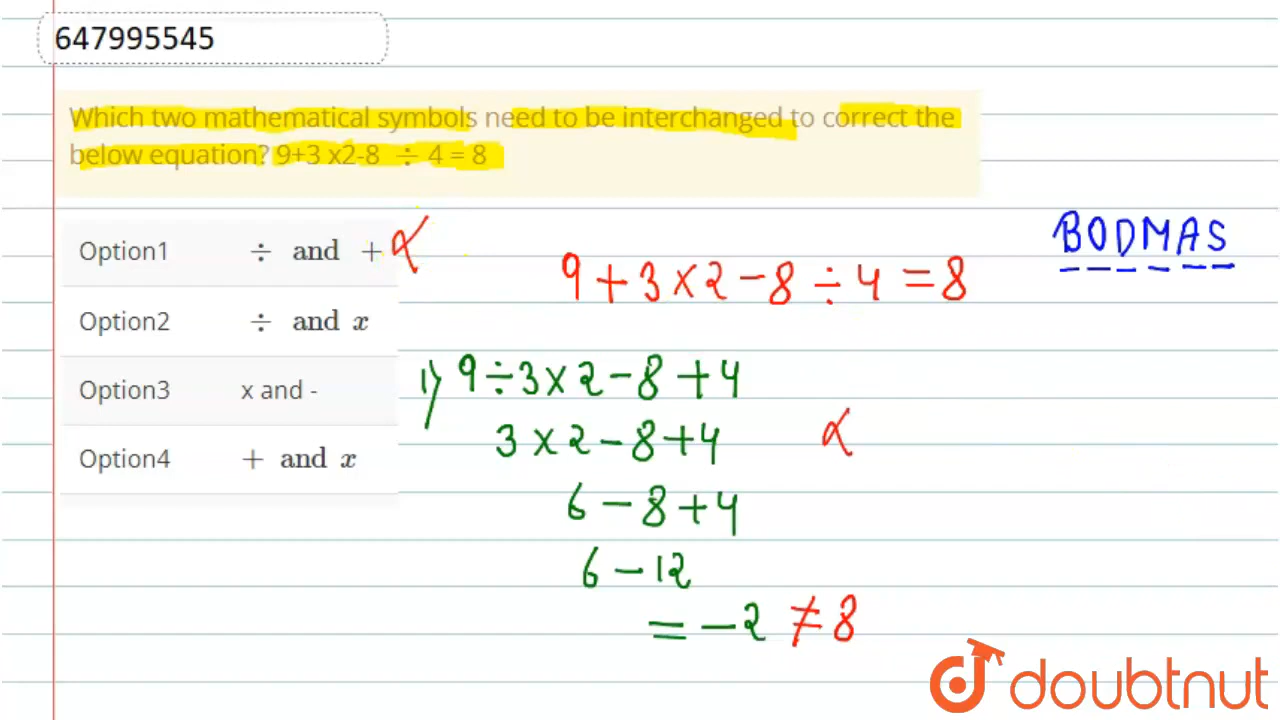 647995545
Which two mathematical symbols need to be interchanged to correct the
below equation? 9+3 x2-8 ÷ 4 = 8
Option1 ÷ and +
Option2 ÷ and x
Option3 x and -
Option4 + and x
BODMAS
9+3×2-8÷4=8
1) 9÷3×2-8+4
3×2-8+4
6-8+4
6-12
=-2≠8
doubtnut